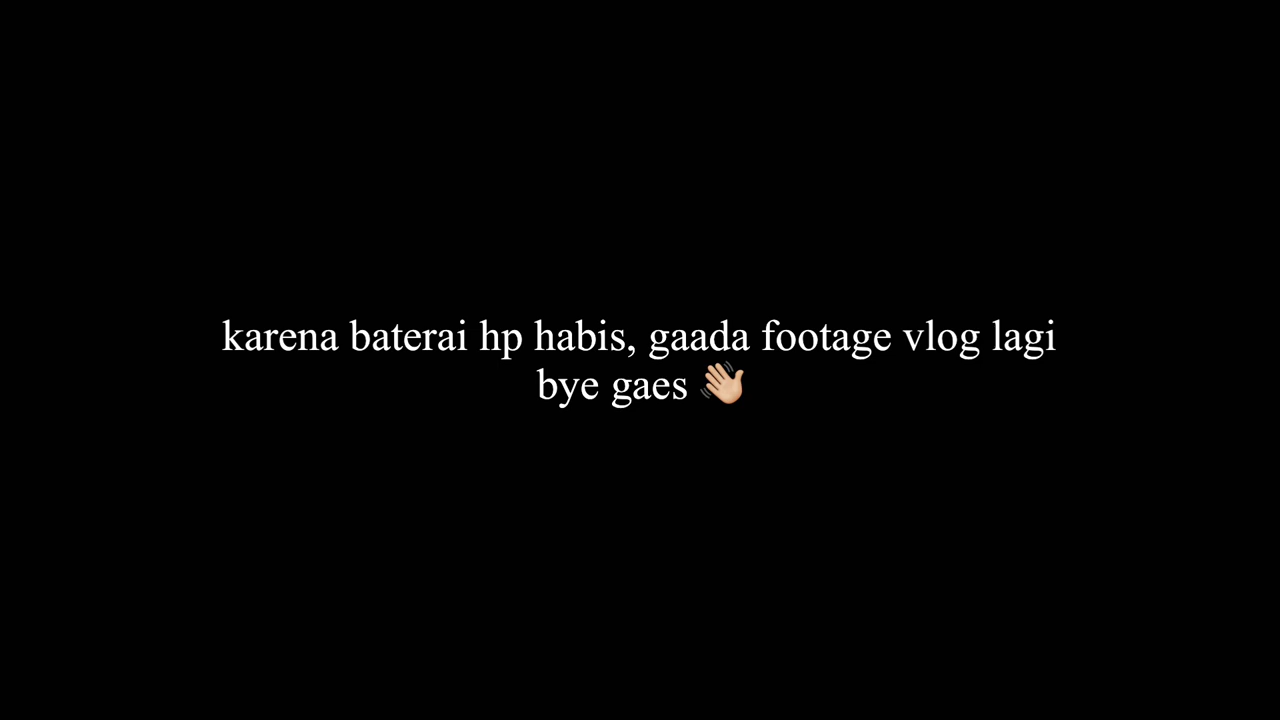 karena baterai hp habis, gaada footage vlog lagi
bye gaes 👋🏼